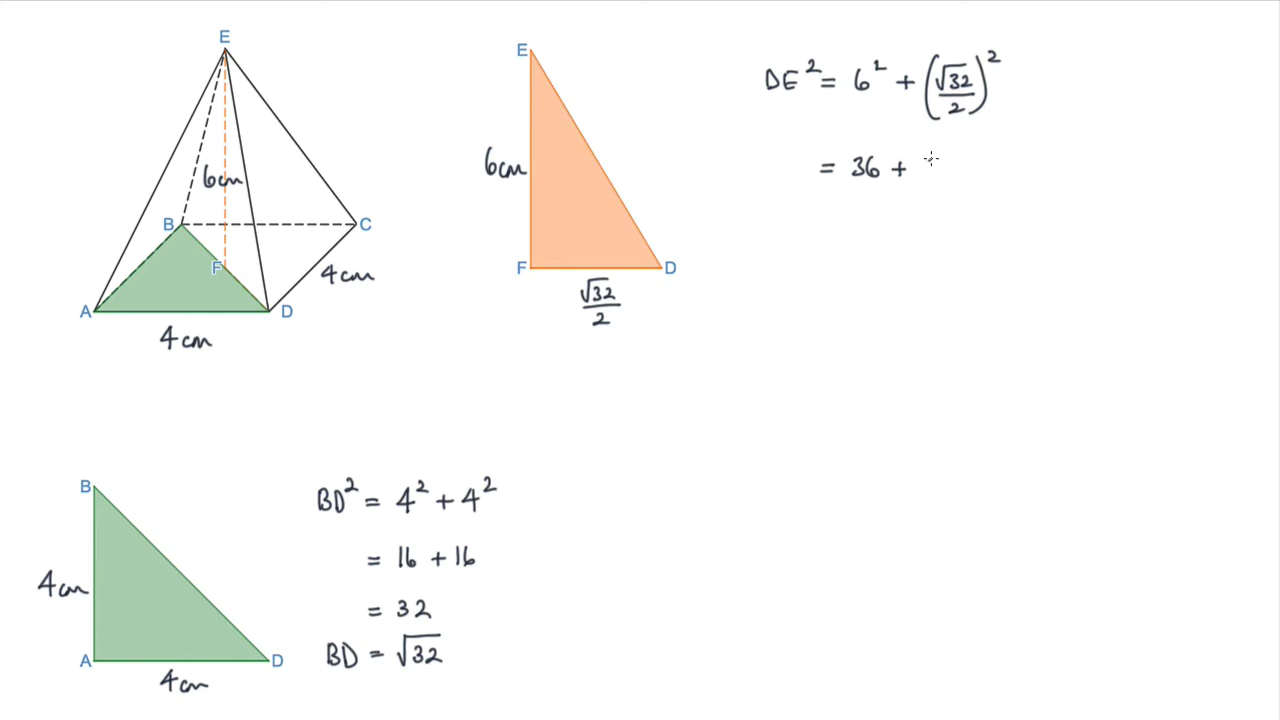 E
6cm
B
C
F
4cm
A
D
4cm
E
6cm
F
D
√32/2
DE² = 6² + (√32/2)²
= 36 +
B
4cm
A
D
4cm
BD² = 4² + 4²
= 16 + 16
= 32
BD = √32